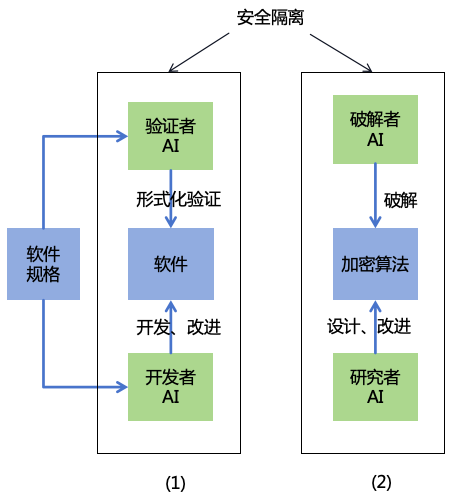 安全隔离
验证者
AI
形式化验证
软件
规格
软件
开发、改进
开发者
AI
(1)
破解者
AI
破解
加密算法
设计、改进
研究者
AI
(2)